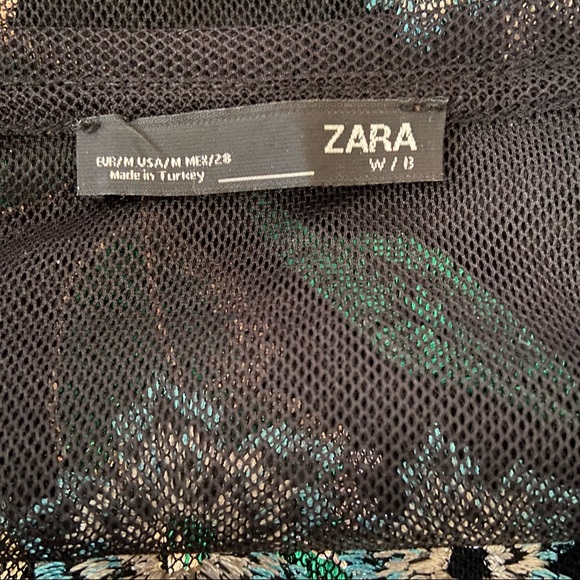 ZARA
W / B
EUR/M USA/M MEX/28
Made in Turkey